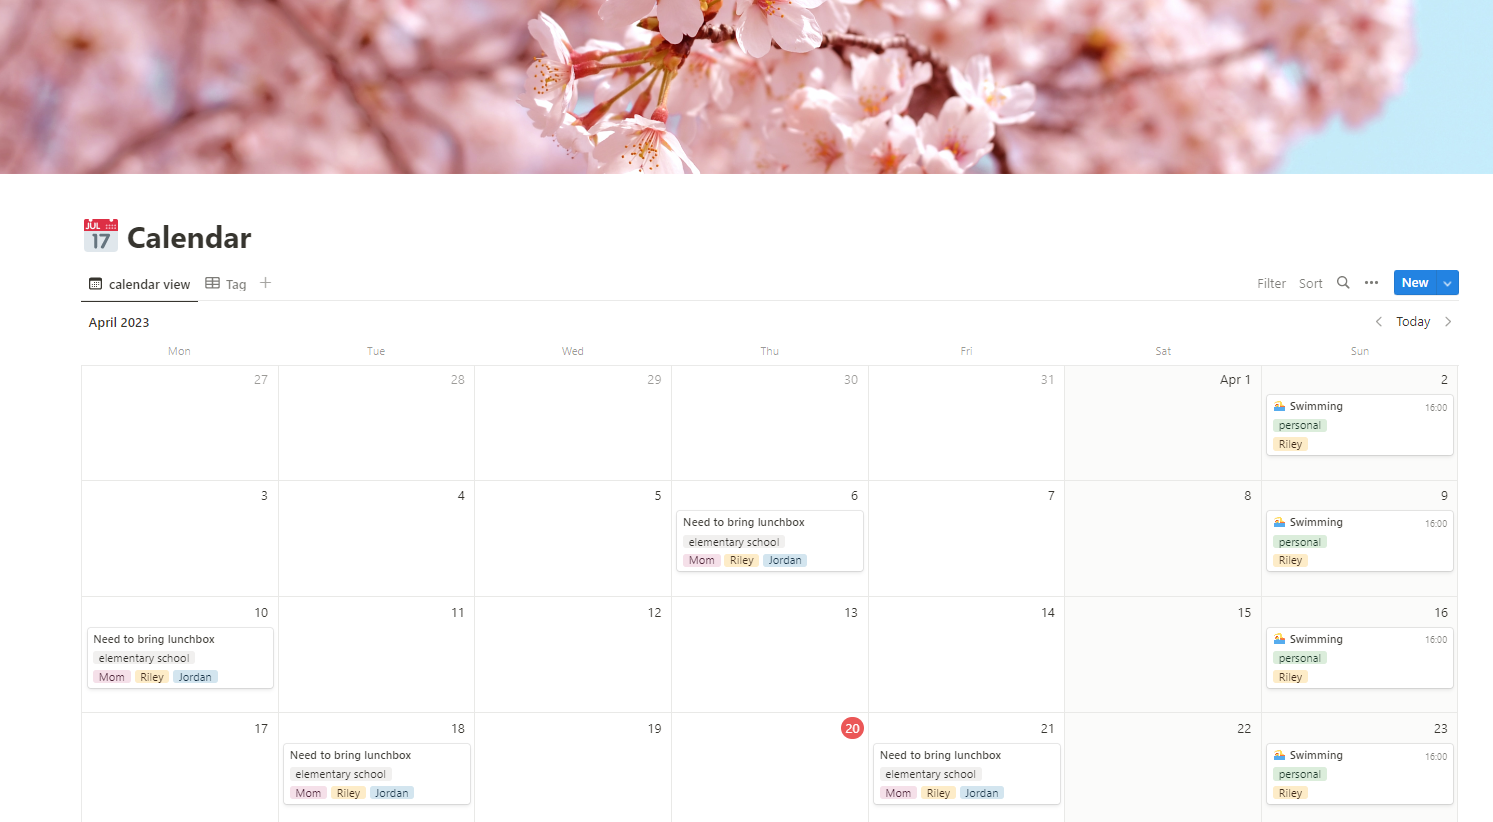 JUL
17
Calendar
calendar view Tag
Filter Sort New
April 2023
Today
Mon Tue Wed Thu Fri Sat Sun
27 28 29 30 31 Apr 1 2
Swimming 16:00
personal
Riley
3 4 5 6 7 8 9
Need to bring lunchbox
elementary school
Mom Riley Jordan
Swimming 16:00
personal
Riley
10 11 12 13 14 15 16
Need to bring lunchbox
elementary school
Mom Riley Jordan
Swimming 16:00
personal
Riley
17 18 19 20 21 22 23
Need to bring lunchbox
elementary school
Mom Riley Jordan
Need to bring lunchbox
elementary school
Mom Riley Jordan
Swimming 16:00
personal
Riley